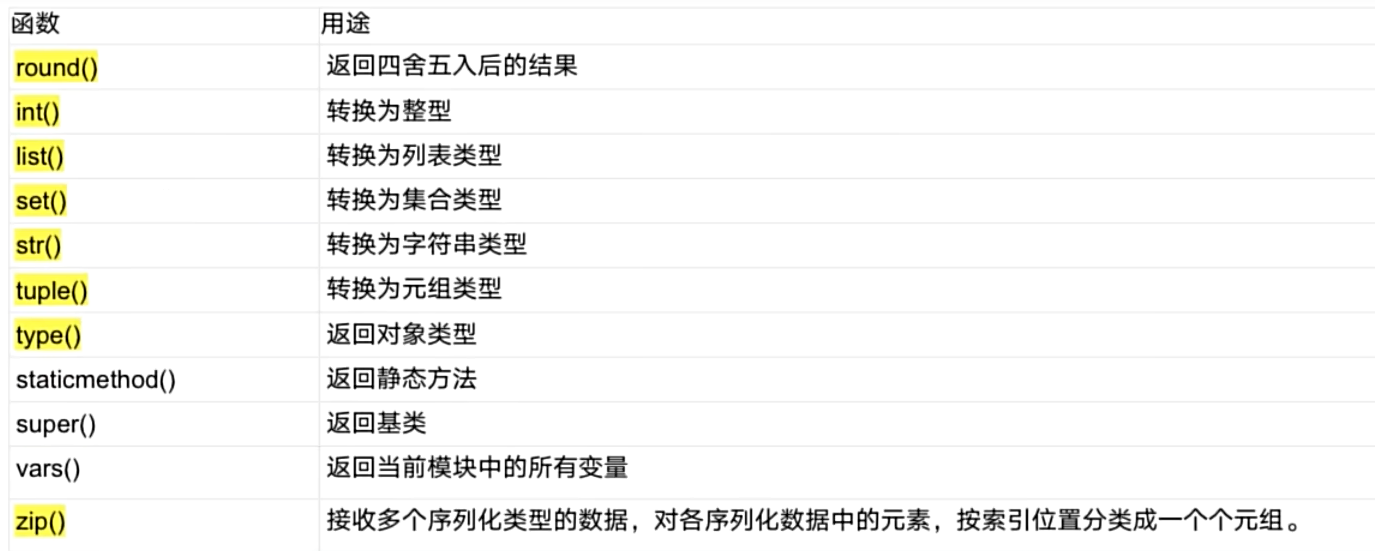 函数 用途
round() 返回四舍五入后的结果
int() 转换为整型
list() 转换为列表类型
set() 转换为集合类型
str() 转换为字符串类型
tuple() 转换为元组类型
type() 返回对象类型
staticmethod() 返回静态方法
super() 返回基类
vars() 返回当前模块中的所有变量
zip() 接收多个序列化类型的数据，对各序列化数据中的元素，按索引位置分类成一个个元组。